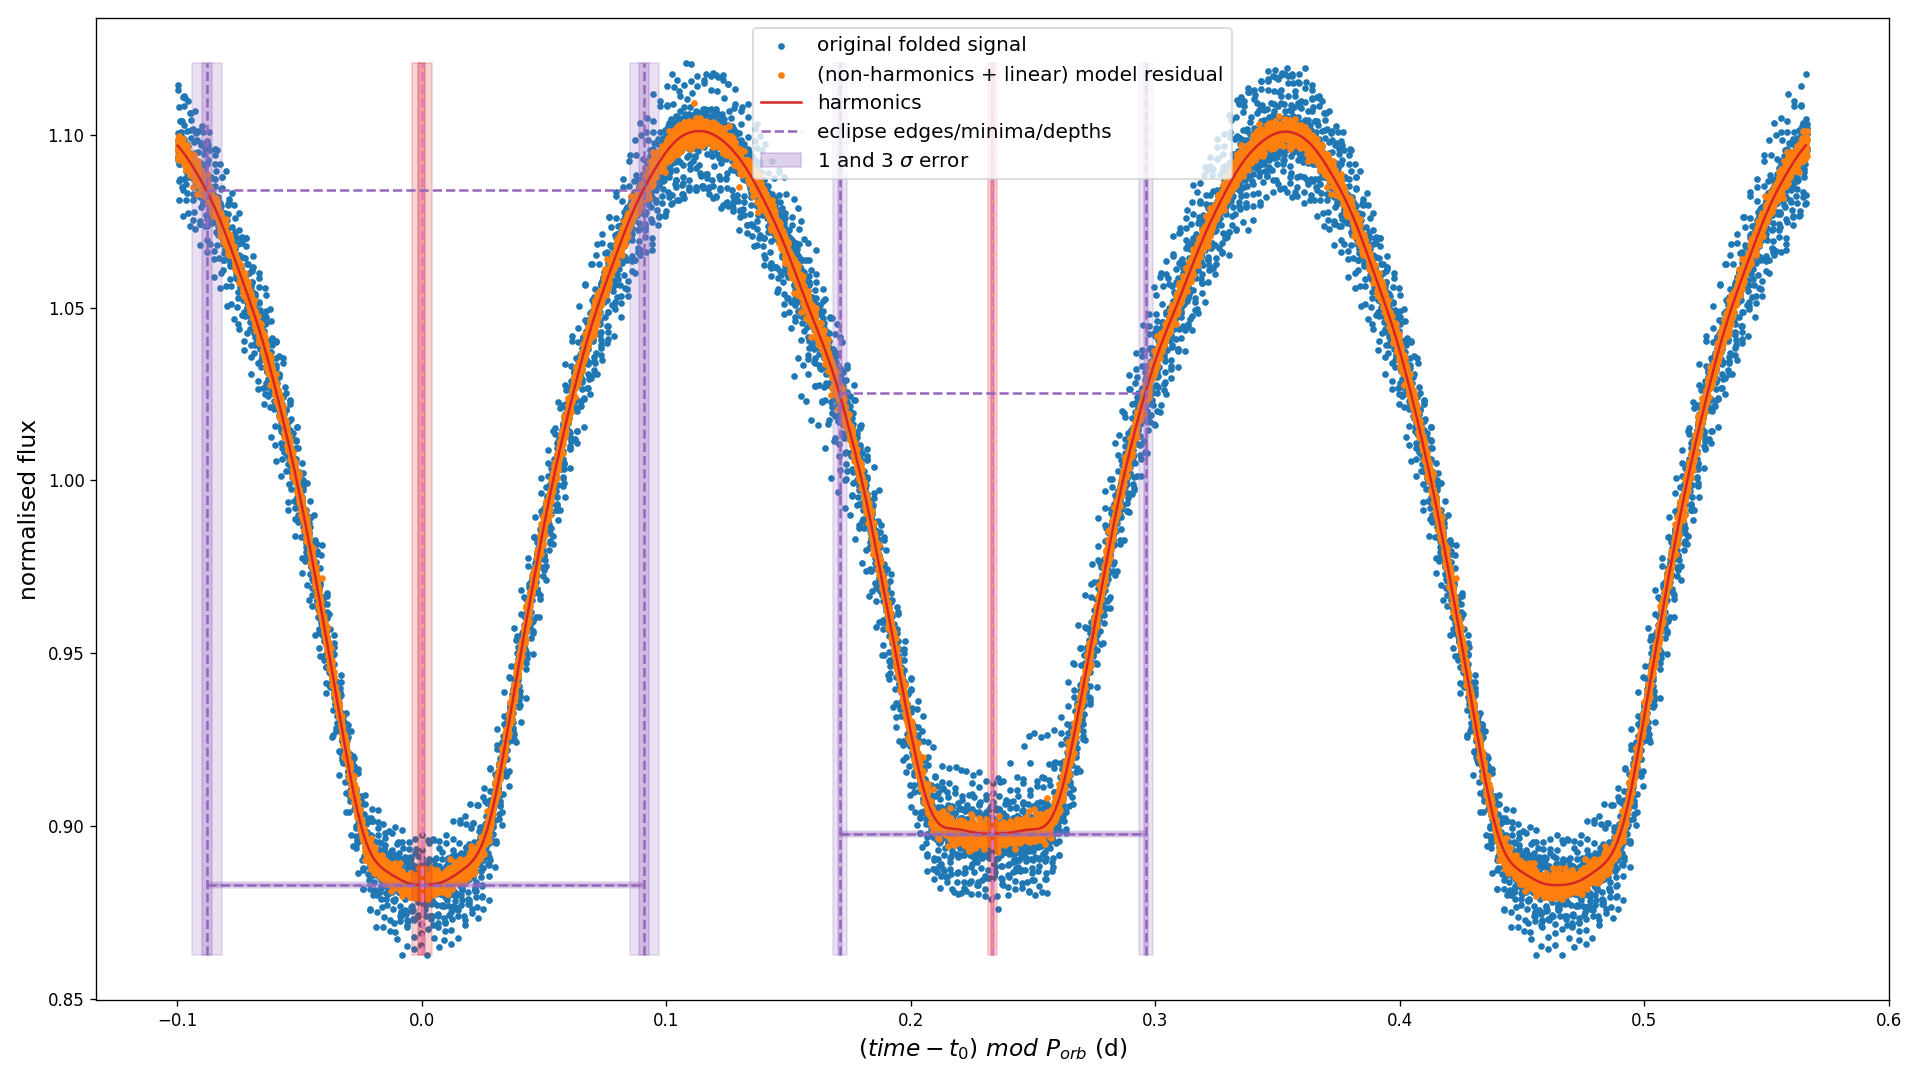 original folded signal
(non-harmonics + linear) model residual
harmonics
eclipse edges/minima/depths
1 and 3 σ error
normalised flux
1.10
1.05
1.00
0.95
0.90
0.85
−0.1 0.0 0.1 0.2 0.3 0.4 0.5 0.6
(time − t₀) mod Pₒᵣb (d)